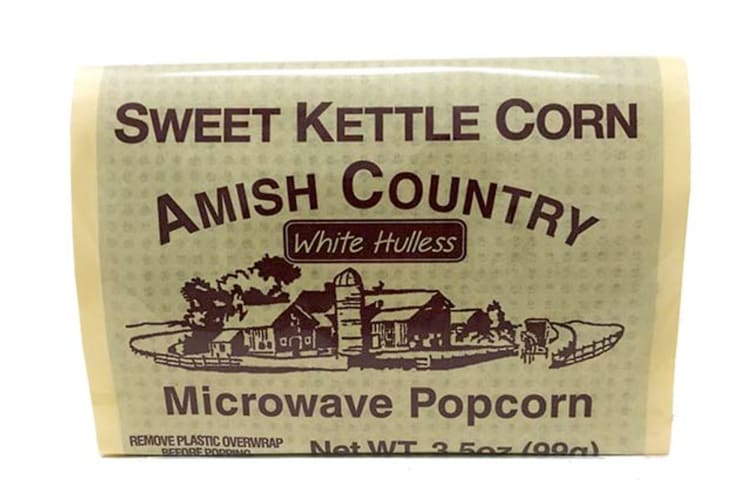 SWEET KETTLE CORN
AMISH COUNTRY
White Hulless
Microwave Popcorn
REMOVE PLASTIC OVERWRAP
BEFORE POPPING
Net WT. 3.5oz (99g)